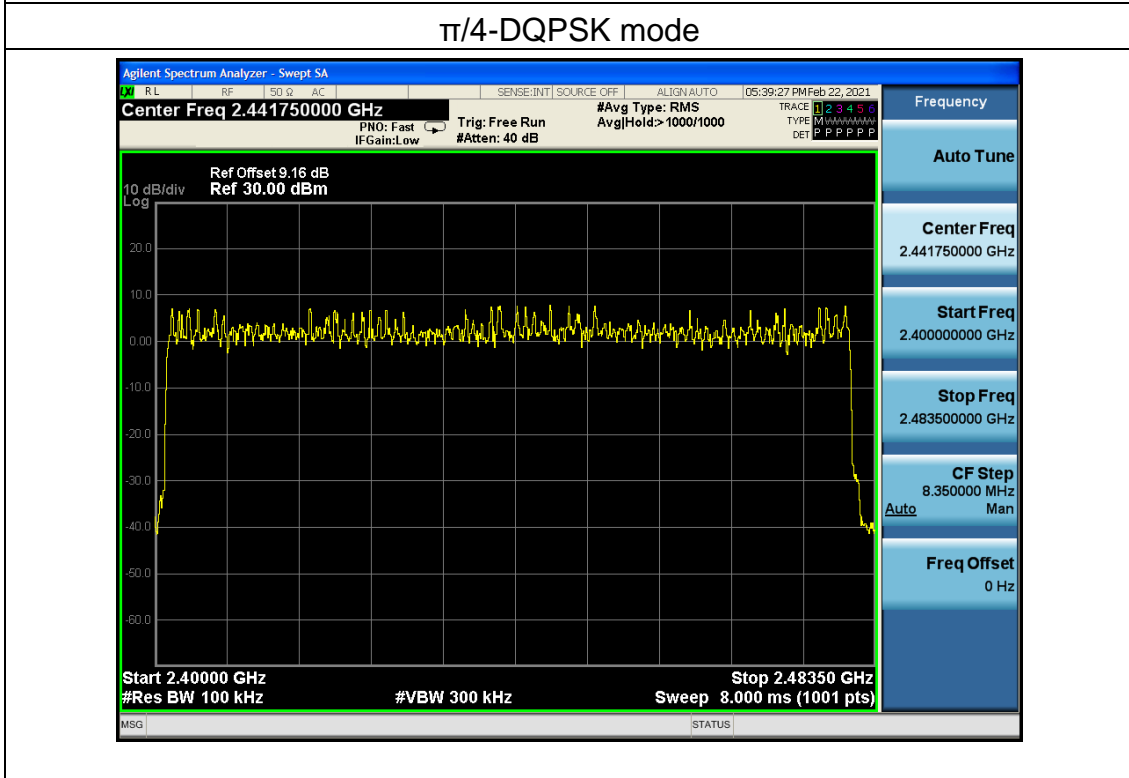 π/4-DQPSK mode
Agilent Spectrum Analyzer - Swept SA
LXI RL RF 50 Ω AC SENSE:INT SOURCE OFF ALIGN AUTO 05:39:27 PM Feb 22, 2021
Center Freq 2.441750000 GHz
PNO: Fast
IFGain:Low
Trig: Free Run
#Atten: 40 dB
#Avg Type: RMS
Avg|Hold:>1000/1000
TRACE 1 2 3 4 5 6
TYPE M WWWWW
DET P P P P P P
Ref Offset 9.16 dB
10 dB/div Ref 30.00 dBm
Log
20.0
10.0
0.00
-10.0
-20.0
-30.0
-40.0
-50.0
-60.0
Start 2.40000 GHz Stop 2.48350 GHz
#Res BW 100 kHz #VBW 300 kHz Sweep 8.000 ms (1001 pts)
MSG STATUS
Frequency
Auto Tune
Center Freq
2.441750000 GHz
Start Freq
2.400000000 GHz
Stop Freq
2.483500000 GHz
CF Step
8.350000 MHz
Auto Man
Freq Offset
0 Hz